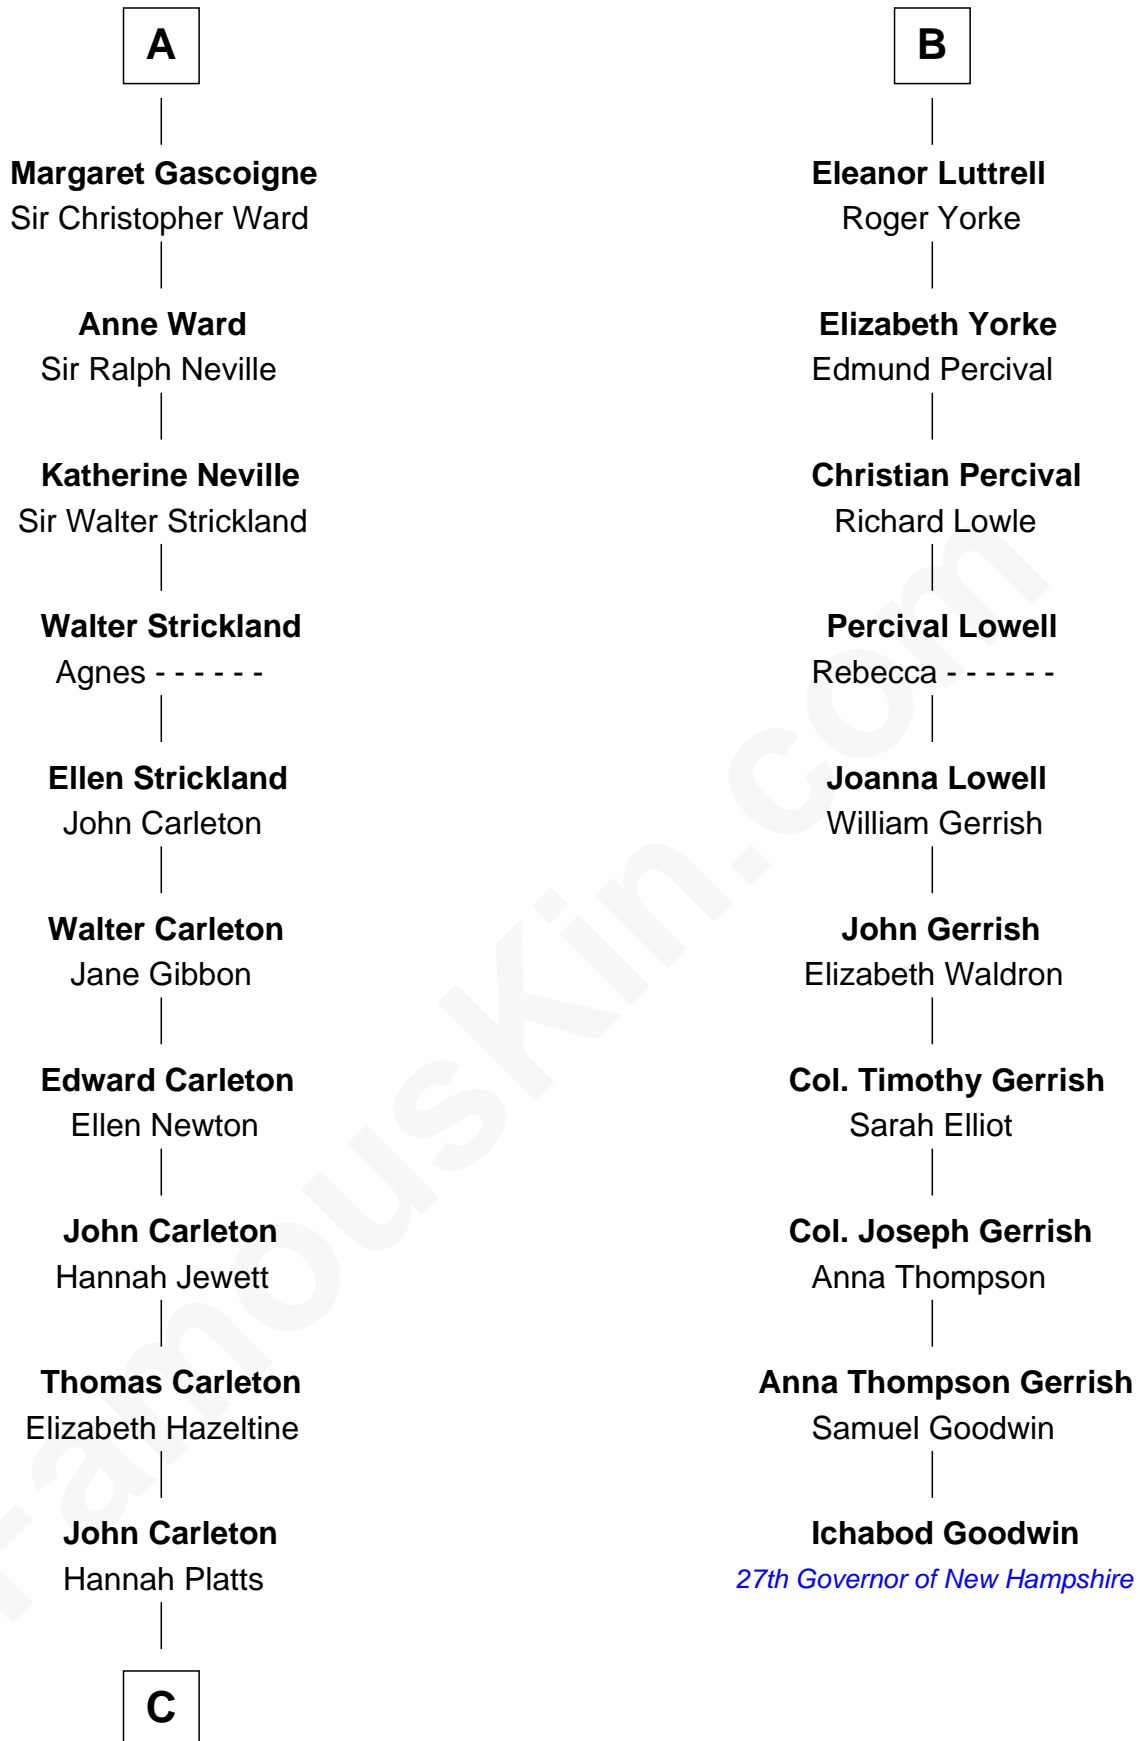 A
Margaret Gascoigne
Sir Christopher Ward
Anne Ward
Sir Ralph Neville
Katherine Neville
Sir Walter Strickland
Walter Strickland
Agnes - - - - - -
Ellen Strickland
John Carleton
Walter Carleton
Jane Gibbon
Edward Carleton
Ellen Newton
John Carleton
Hannah Jewett
Thomas Carleton
Elizabeth Hazeltine
John Carleton
Hannah Platts
C
B
Eleanor Luttrell
Roger Yorke
Elizabeth Yorke
Edmund Percival
Christian Percival
Richard Lowle
Percival Lowell
Rebecca - - - - - -
Joanna Lowell
William Gerrish
John Gerrish
Elizabeth Waldron
Col. Timothy Gerrish
Sarah Elliot
Col. Joseph Gerrish
Anna Thompson
Anna Thompson Gerrish
Samuel Goodwin
Ichabod Goodwin
27th Governor of New Hampshire
FamousKin.com